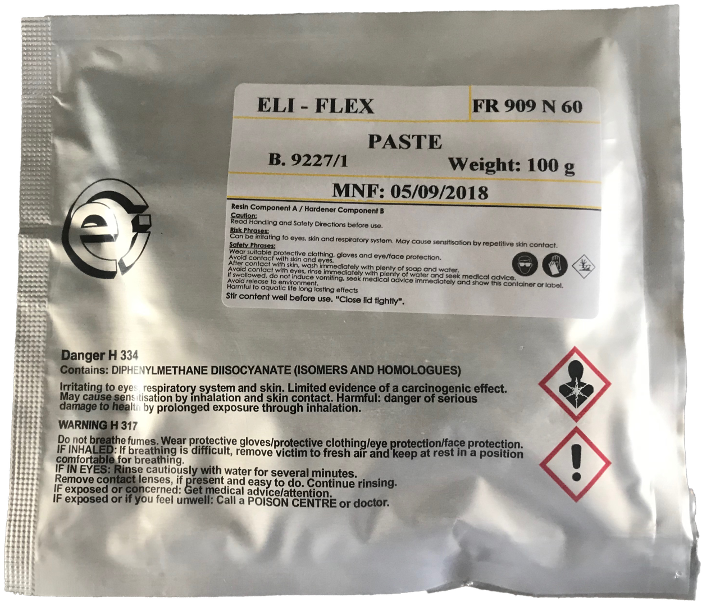 ELI - FLEX FR 909 N 60
PASTE
B. 9227/1 Weight: 100 g
MNF: 05/09/2018
Resin Component A / Hardener Component B
Caution:
Read Handling and Safety Directions before use.
Risk Phrases:
Can be irritating to eyes, skin and respiratory system. May cause sensitisation by repetitive skin contact.
Safety Phrases:
Wear suitable protective clothing, gloves and eye/face protection.
Avoid contact with skin and eyes.
After contact with skin, wash immediately with plenty of soap and water.
Avoid contact with eyes, rinse immediately with plenty of water and seek medical advice.
If swallowed, do not induce vomiting, seek medical advice immediately and show this container or label.
Avoid release to environment.
Harmful to aquatic life long lasting effects
Stir content well before use. "Close lid tightly".
Danger H 334
Contains: DIPHENYLMETHANE DIISOCYANATE (ISOMERS AND HOMOLOGUES)
Irritating to eyes respiratory system and skin. Limited evidence of a carcinogenic effect.
May cause sensitisation by inhalation and skin contact. Harmful: danger of serious
damage to health by prolonged exposure through inhalation.
WARNING H 317
Do not breathe fumes. Wear protective gloves/protective clothing/eye protection/face protection.
IF INHALED: If breathing is difficult, remove victim to fresh air and keep at rest in a position
comfortable for breathing.
IF IN EYES: Rinse cautiously with water for several minutes.
Remove contact lenses, if present and easy to do. Continue rinsing.
IF exposed or concerned: Get medical advice/attention.
IF exposed or if you feel unwell: Call a POISON CENTRE or doctor.